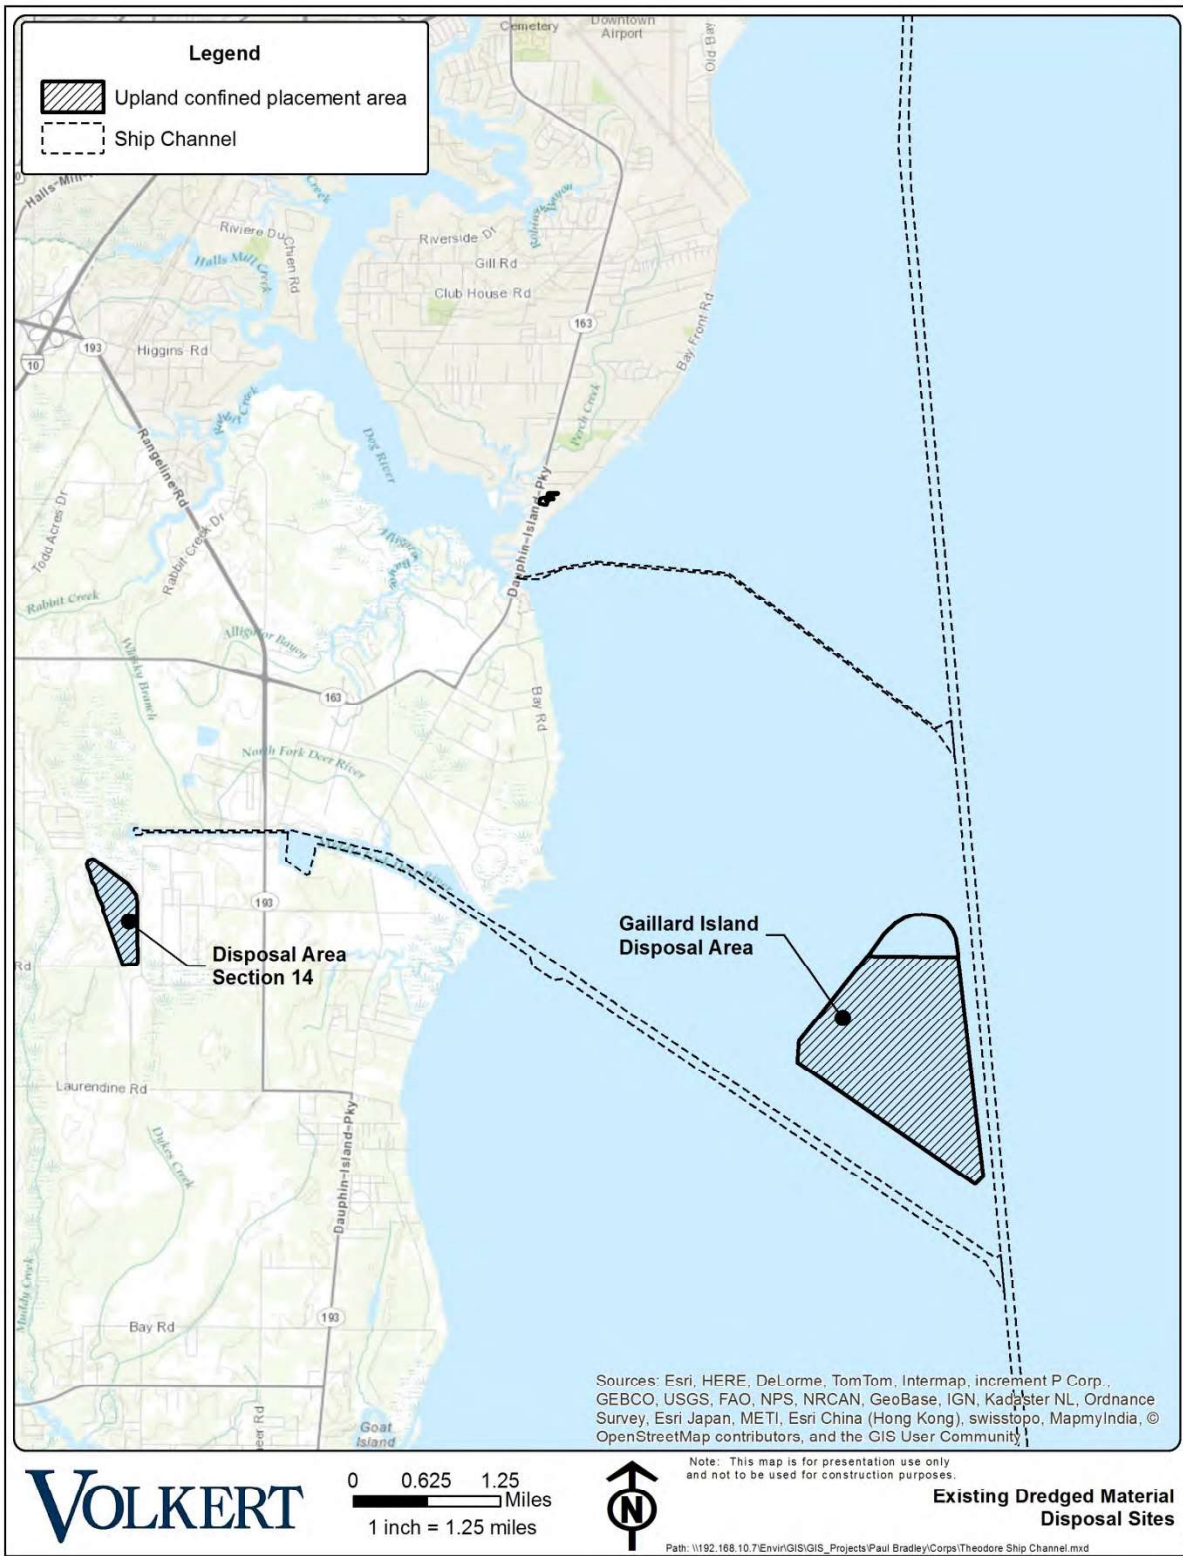 Legend
Upland confined placement area
Ship Channel
Cemetery
Downtown
Airport
Old Bay
Halls-Mill-
Creek
Riviere Du
Chien Rd
Halls Mill Creek
Riverside Dr
Robins Bayou
Gill Rd
Club House Rd
163
Bay Front Rd
193
10
Higgins Rd
Rabbit Creek
Perch Creek
Dog River
Rangeline Rd
Todd Acres Dr
Rabbit Creek Dr
Dauphin-Island-Pky
Rabbit Creek
Alligator Bayou
Whisky Branch
163
Bay Rd
North Fork Deer River
River
193
Disposal Area
Section 14
Rd
Gaillard Island
Disposal Area
Laurendine Rd
Dykes Creek
Dauphin-Island-Pky
Muddy Creek
Bay Rd
193
Goat
Island
Sources: Esri, HERE, DeLorme, TomTom, Intermap, increment P Corp.,
GEBCO, USGS, FAO, NPS, NRCAN, GeoBase, IGN, Kadaster NL, Ordnance
Survey, Esri Japan, METI, Esri China (Hong Kong), swisstopo, MapmyIndia, ©
OpenStreetMap contributors, and the GIS User Community
VOLKERT
0 0.625 1.25
Miles
1 inch = 1.25 miles
N
Note: This map is for presentation use only
and not to be used for construction purposes.
Existing Dredged Material
Disposal Sites
Path: \\192.168.10.7\Envir\GIS\GIS_Projects\Paul Bradley\Corps\Theodore Ship Channel.mxd